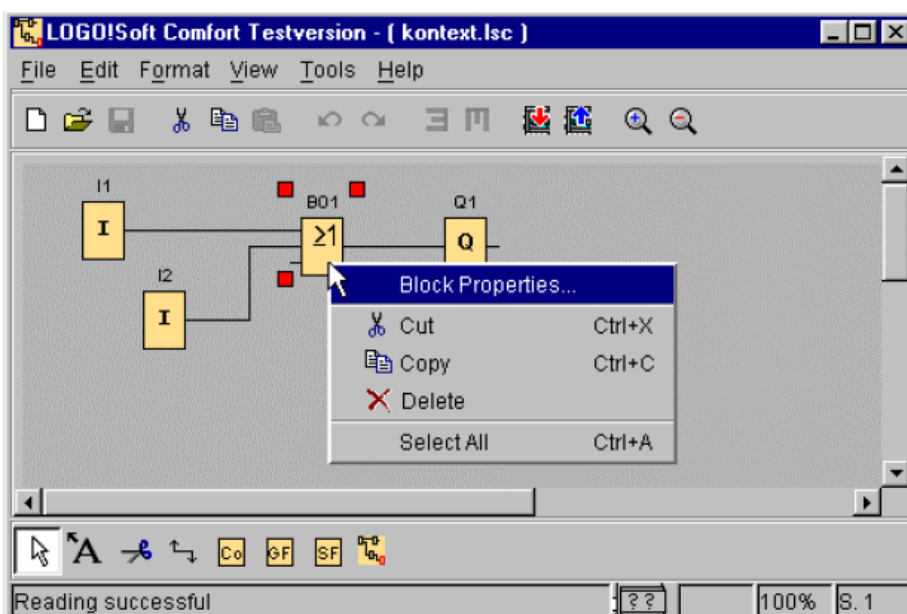 LOGO!Soft Comfort Testversion - ( kontext.lsc )
File Edit Format View Tools Help
I1
B01
Q1
I
≥1
Q
I2
I
Block Properties...
Cut Ctrl+X
Copy Ctrl+C
Delete
Select All Ctrl+A
A
Co
GF
SF
Reading successful
??
100%
S. 1